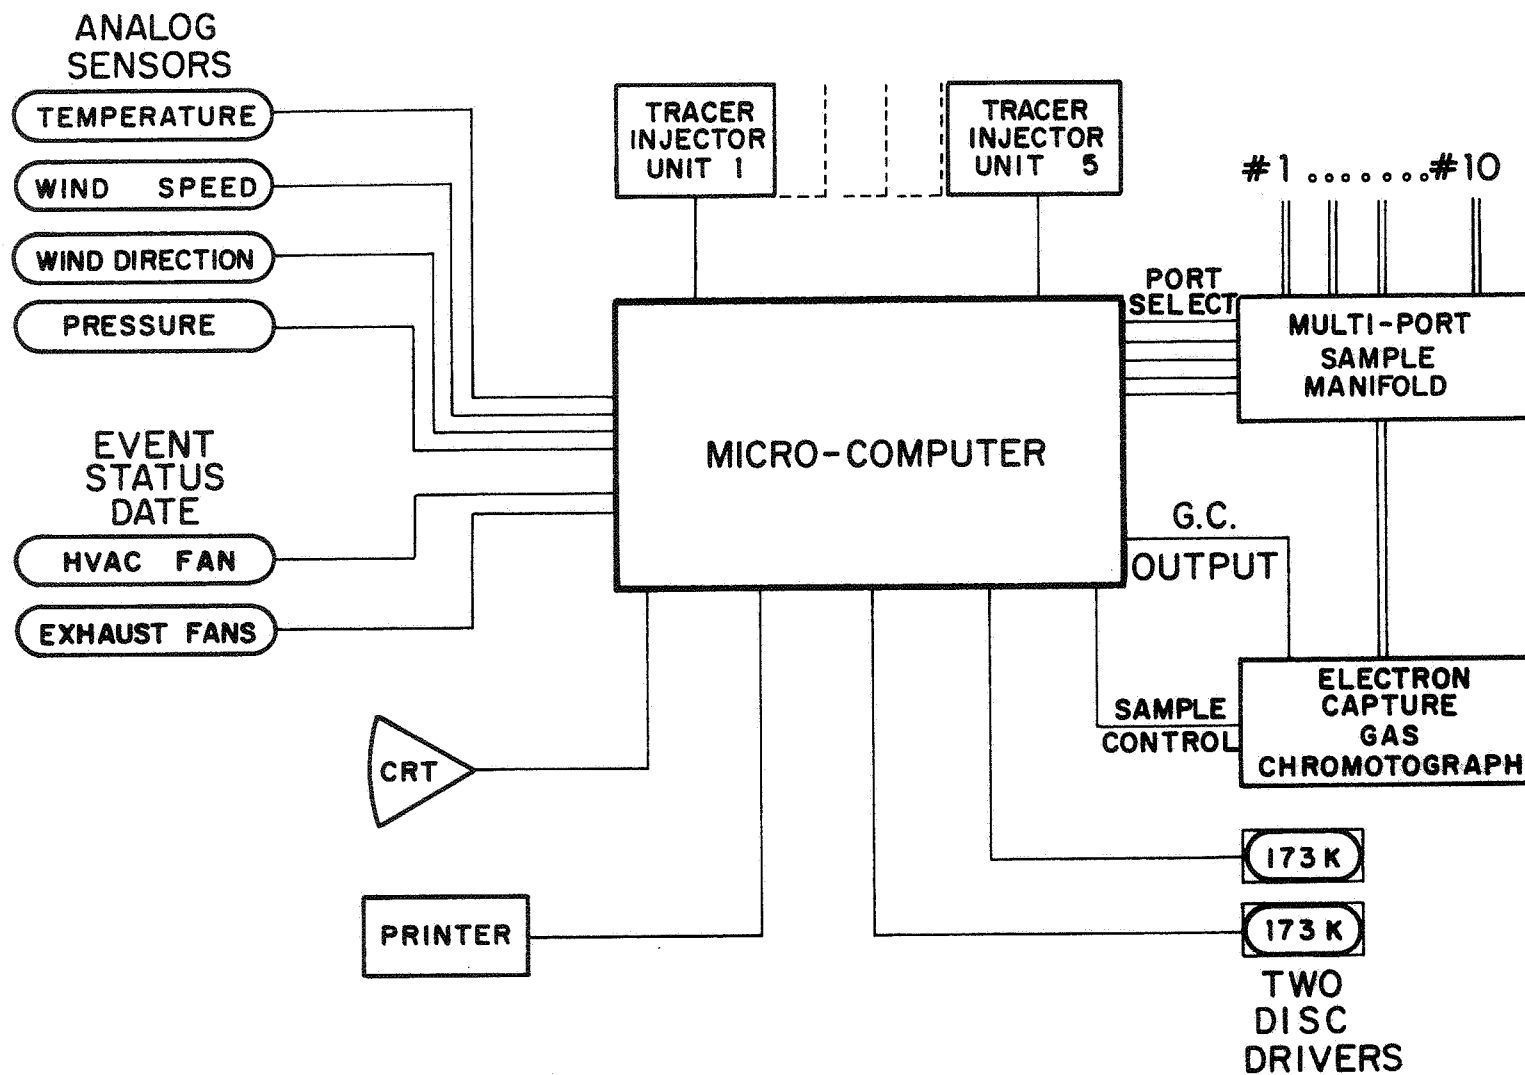 ANALOG
SENSORS
TEMPERATURE
WIND SPEED
WIND DIRECTION
PRESSURE
EVENT
STATUS
DATE
HVAC FAN
EXHAUST FANS
TRACER
INJECTOR
UNIT 1
TRACER
INJECTOR
UNIT 5
#1 ....... #10
PORT
SELECT
MULTI-PORT
SAMPLE
MANIFOLD
MICRO-COMPUTER
G.C.
OUTPUT
SAMPLE
CONTROL
ELECTRON
CAPTURE
GAS
CHROMOTOGRAPH
CRT
PRINTER
173 K
173 K
TWO
DISC
DRIVERS